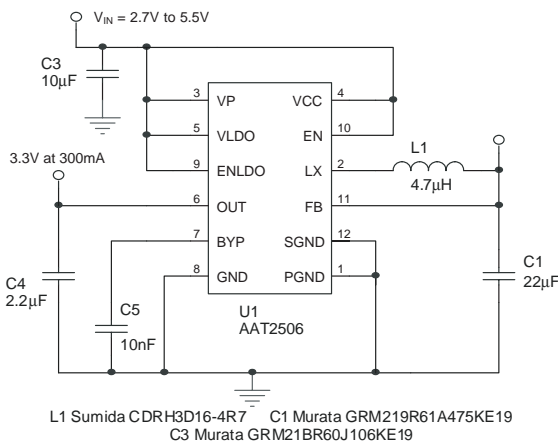 V_IN = 2.7V to 5.5V
C3
10μF
3 VP VCC 4
5 VLDO EN 10
9 ENLDO LX 2
L1
4.7μH
3.3V at 300mA
6 OUT FB 11
7 BYP SGND 12
8 GND PGND 1
C4
2.2μF
C5
10nF
U1
AAT2506
C1
22μF
L1 Sumida CDRH3D16-4R7 C1 Murata GRM219R61A475KE19
C3 Murata GRM21BR60J106KE19